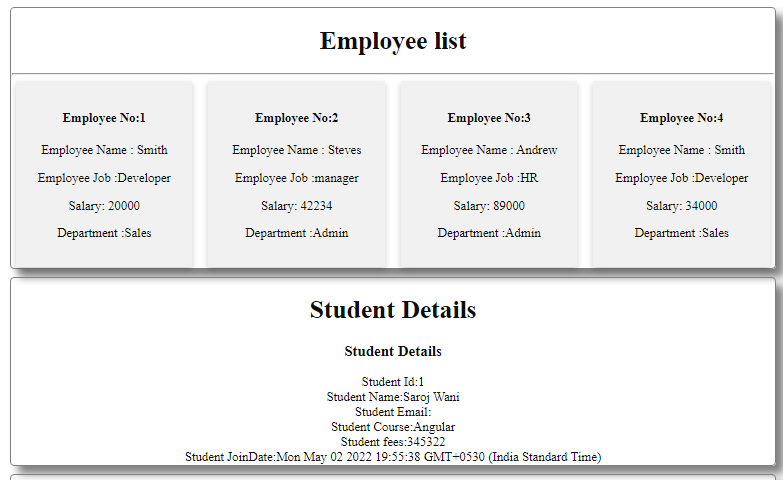 Employee list
Employee No:1
Employee Name : Smith
Employee Job :Developer
Salary: 20000
Department :Sales
Employee No:2
Employee Name : Steves
Employee Job :manager
Salary: 42234
Department :Admin
Employee No:3
Employee Name : Andrew
Employee Job :HR
Salary: 89000
Department :Admin
Employee No:4
Employee Name : Smith
Employee Job :Developer
Salary: 34000
Department :Sales
Student Details
Student Details
Student Id:1
Student Name:Saroj Wani
Student Email:
Student Course:Angular
Student fees:345322
Student JoinDate:Mon May 02 2022 19:55:38 GMT+0530 (India Standard Time)